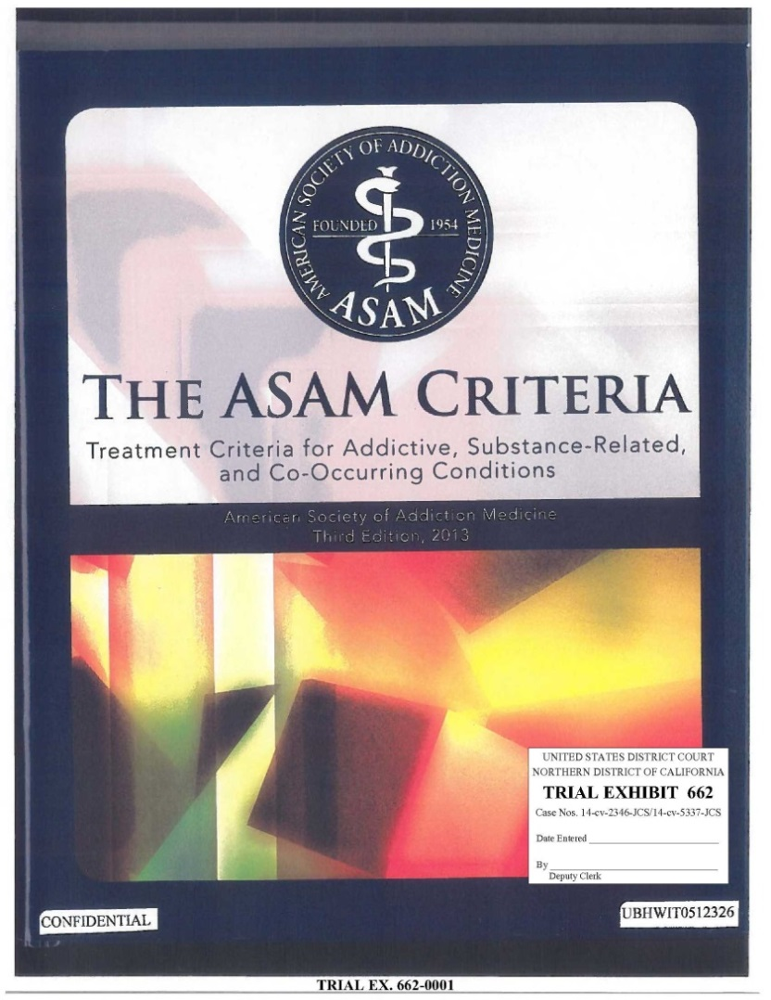 AMERICAN SOCIETY OF ADDICTION MEDICINE
FOUNDED 1954
ASAM
THE ASAM CRITERIA
Treatment Criteria for Addictive, Substance-Related,
and Co-Occurring Conditions
American Society of Addiction Medicine
Third Edition, 2013
UNITED STATES DISTRICT COURT
NORTHERN DISTRICT OF CALIFORNIA
TRIAL EXHIBIT 662
Case Nos. 14-cv-2346-JCS/14-cv-5337-JCS
Date Entered
By
Deputy Clerk
CONFIDENTIAL
UBHWIT0512326
TRIAL EX. 662-0001